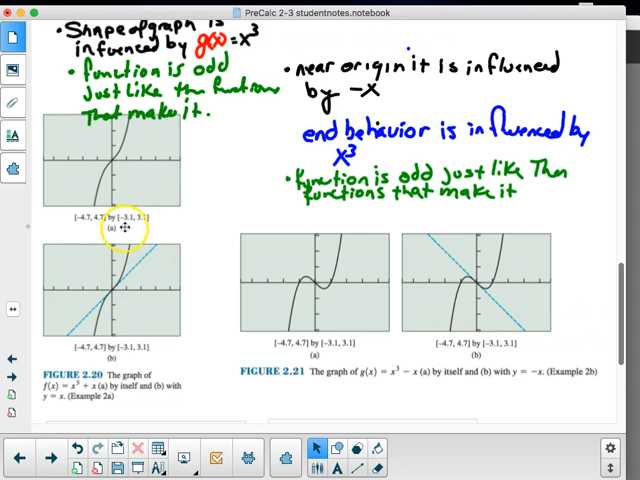 PreCalc 2-3 studentnotes.notebook
• Shape of graph is
influenced by g(x) = x³
• function is odd
Just like the functions
That make it.
• near origin it is influenced
by -x
end behavior is influenced by
x³
• function is odd just like The
functions that make it
[-4.7, 4.7] by [-3.1, 3.1]
(a)
[-4.7, 4.7] by [-3.1, 3.1]
(b)
FIGURE 2.20 The graph of
f(x) = x³ + x (a) by itself and (b) with
y = x. (Example 2a)
[-4.7, 4.7] by [-3.1, 3.1]
(a)
[-4.7, 4.7] by [-3.1, 3.1]
(b)
FIGURE 2.21 The graph of g(x) = x³ − x (a) by itself and (b) with y = −x. (Example 2b)